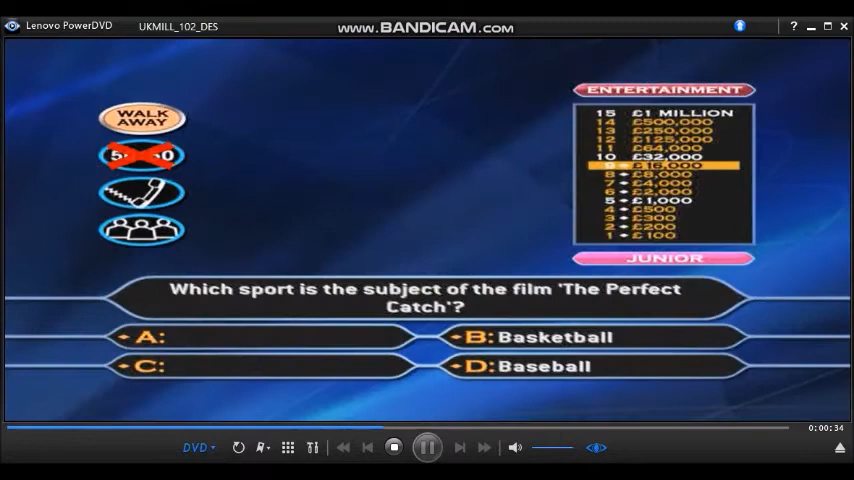 Lenovo PowerDVD
UKMILL_102_DES
www.BANDICAM.com
?
WALK
AWAY
ENTERTAINMENT
15 £1 MILLION
14 £500,000
13 £250,000
12 £125,000
11 £64,000
10 £32,000
9 £16,000
8 £8,000
7 £4,000
6 £2,000
5 £1,000
4 £500
3 £300
2 £200
1 £100
JUNIOR
Which sport is the subject of the film 'The Perfect
Catch'?
A:
B: Basketball
C:
D: Baseball
0:00:34
DVD